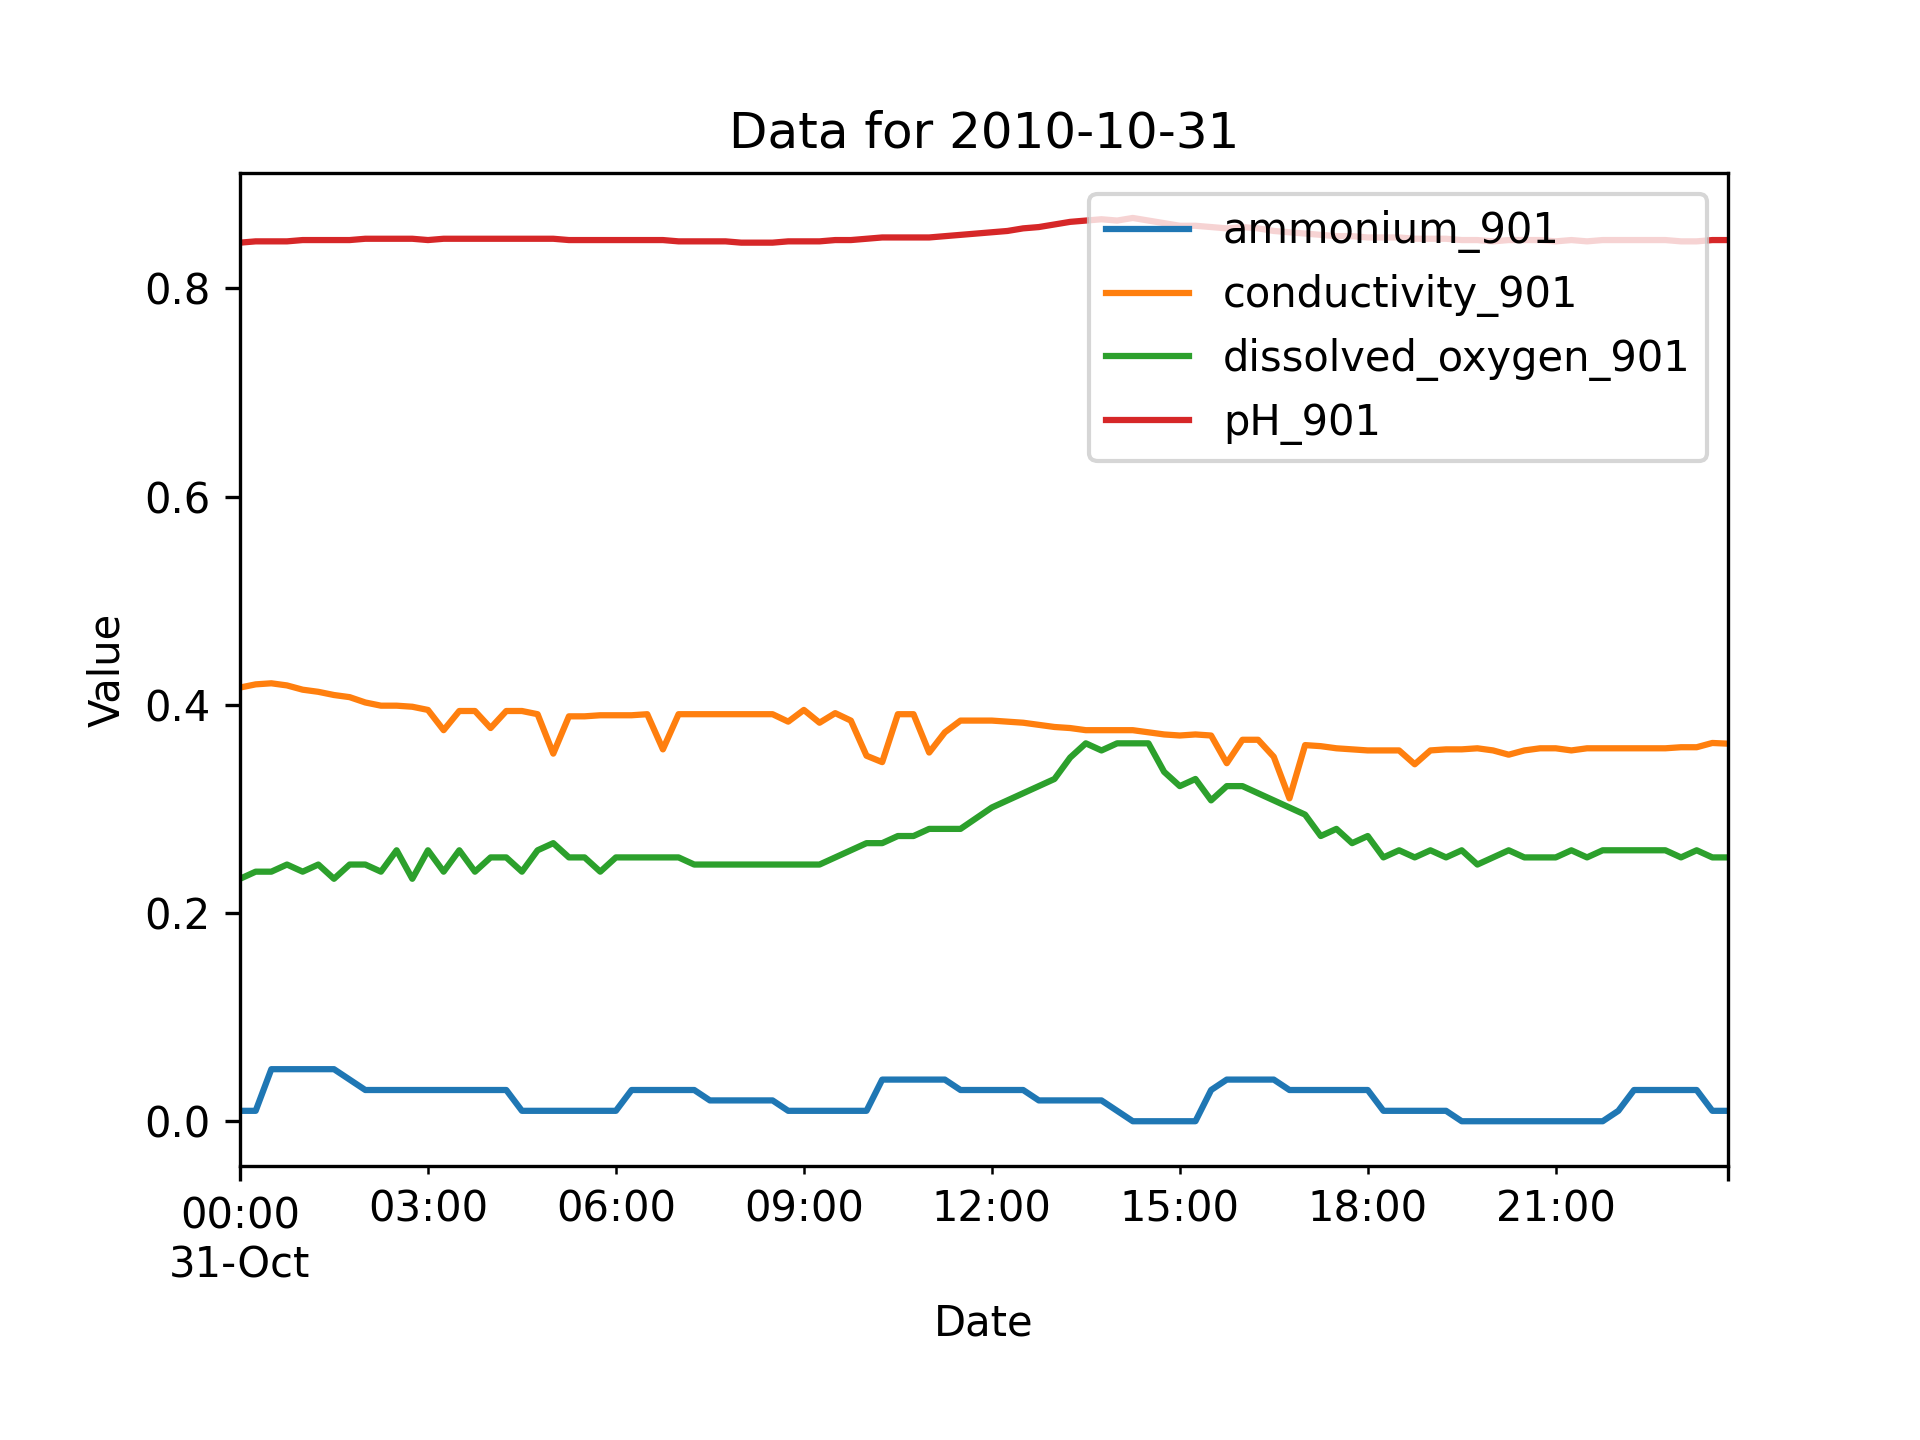 Data for 2010-10-31
ammonium_901
conductivity_901
dissolved_oxygen_901
pH_901
Value
0.8
0.6
0.4
0.2
0.0
00:00 03:00 06:00 09:00 12:00 15:00 18:00 21:00
31-Oct
Date